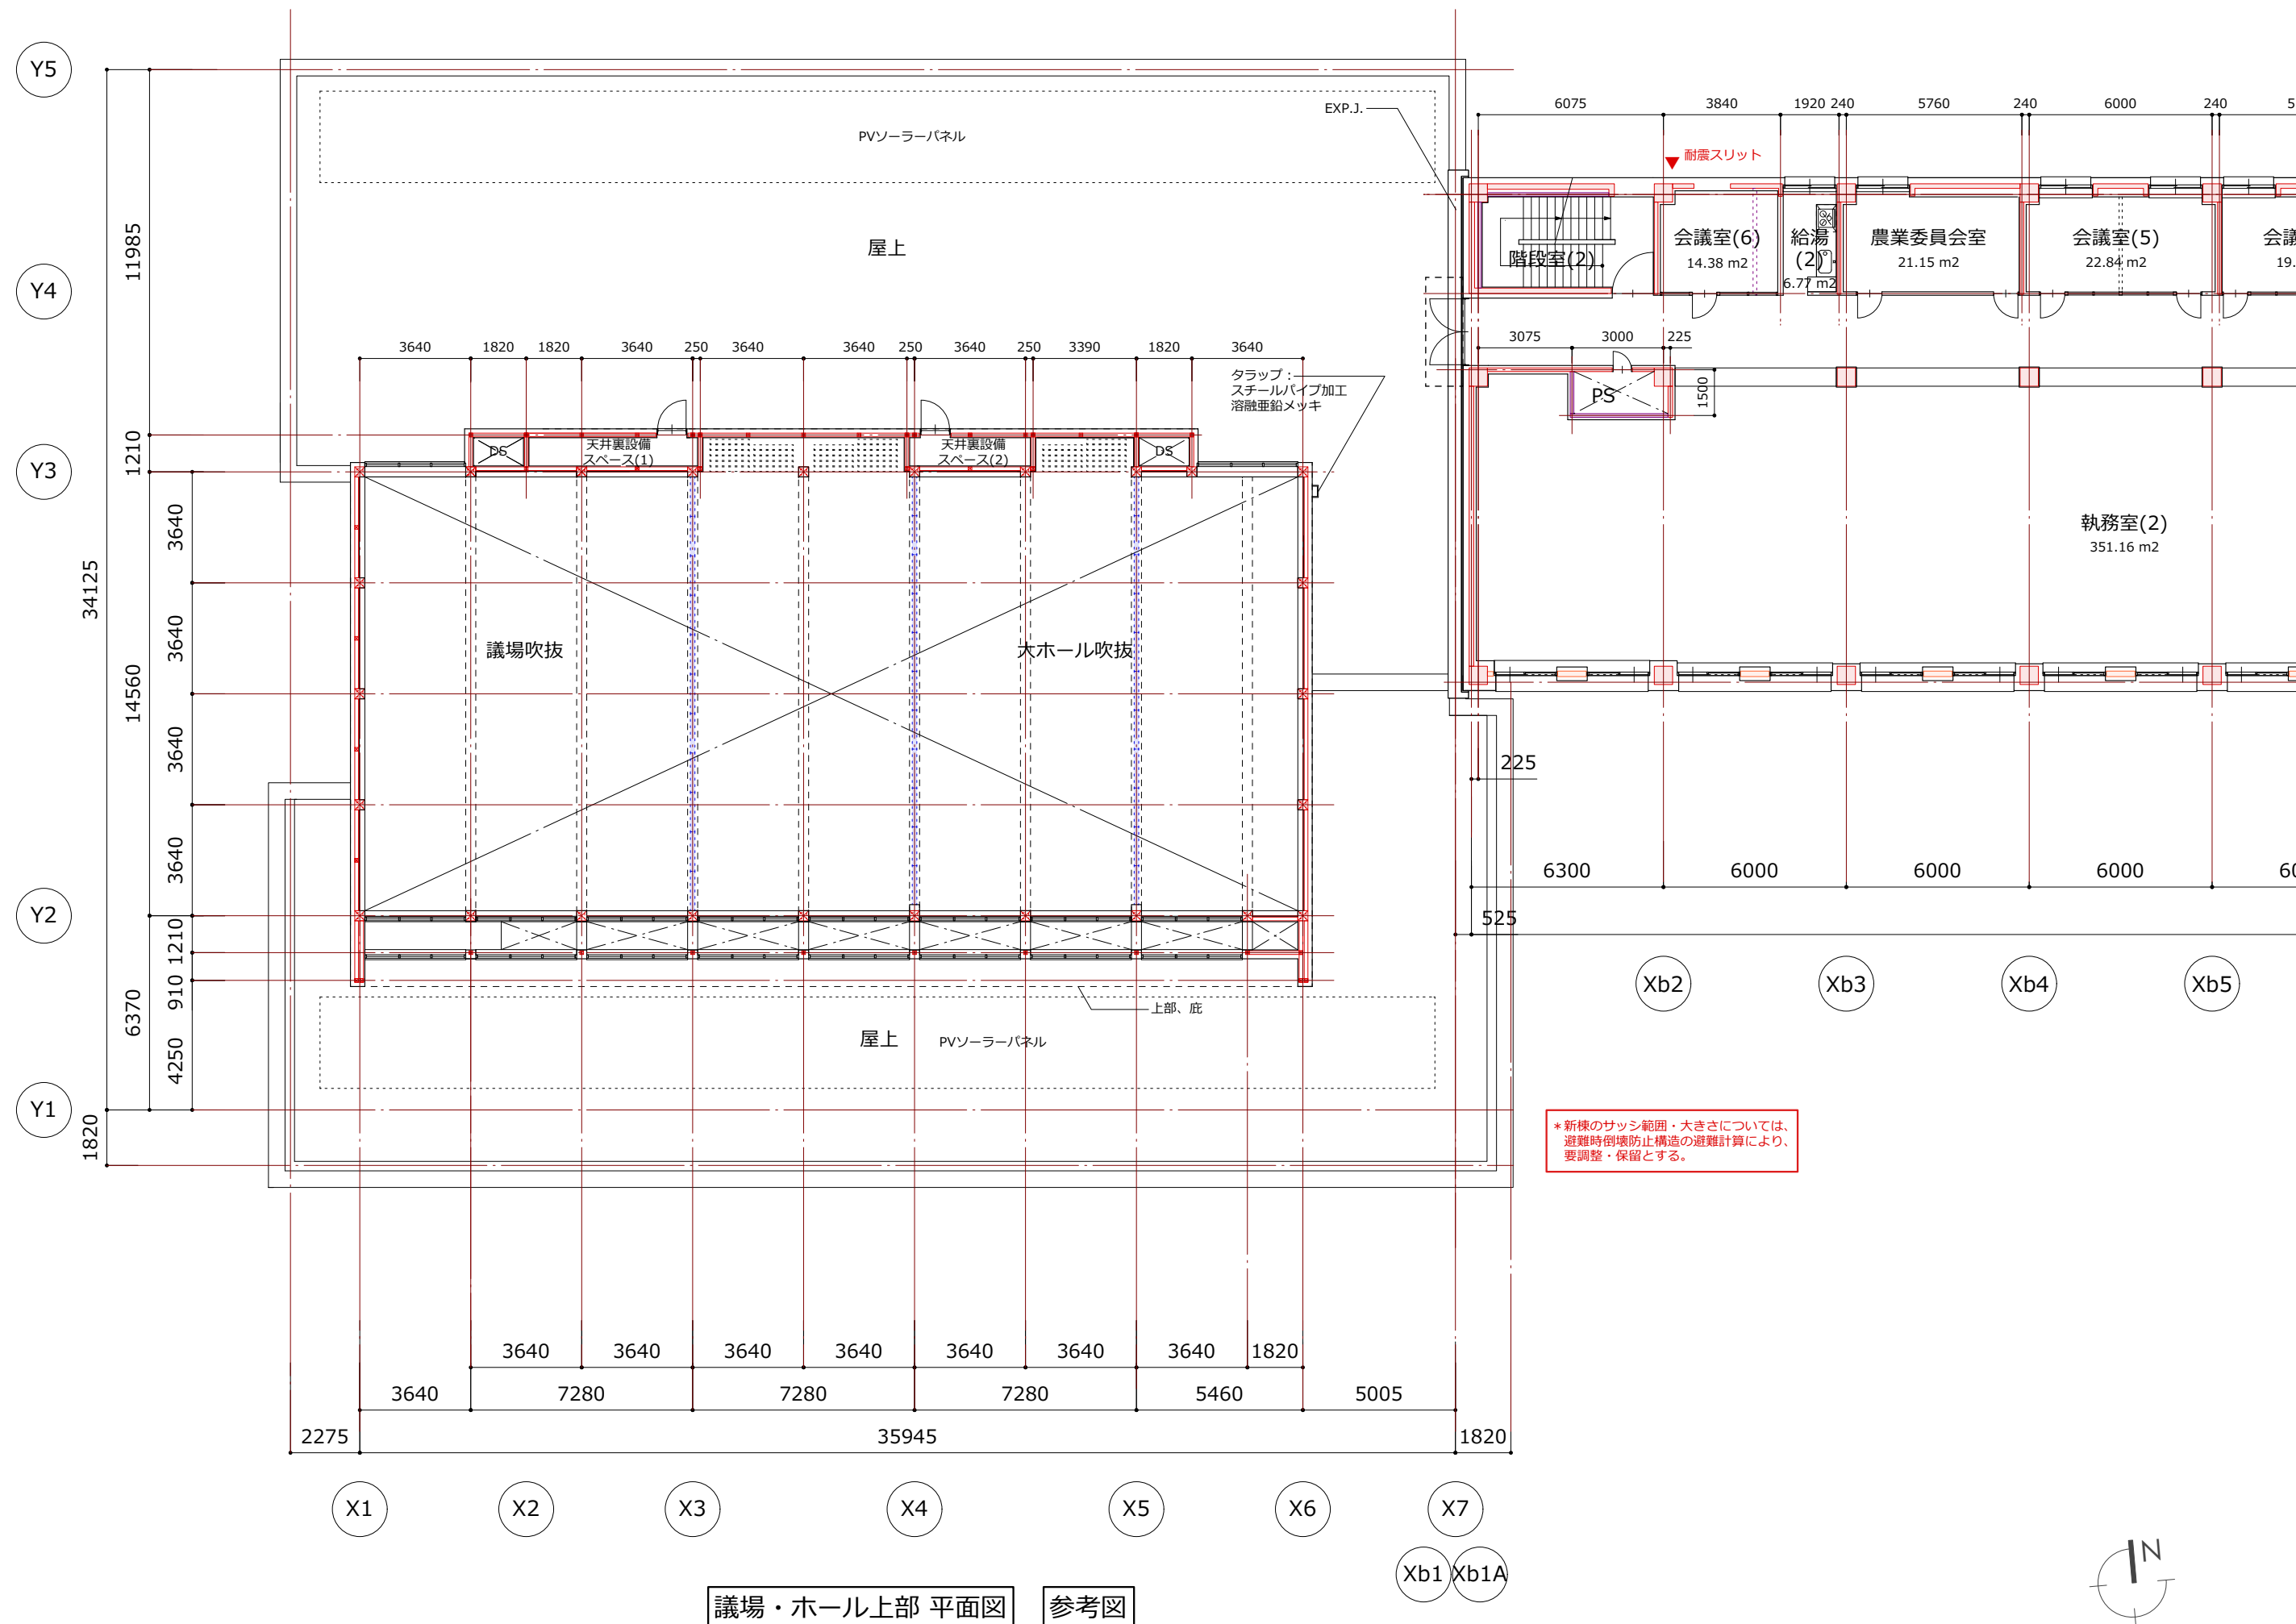 Y5
EXP.J.
6075
3840
1920
240
5760
240
6000
240
PVソーラーパネル
耐震スリット
11985
屋上
階段室(2)
会議室(6)
14.38 m2
給湯
(2)
6.77 m2
農業委員会室
21.15 m2
会議室(5)
22.84 m2
Y4
3640
1820
1820
3640
250
3640
3640
250
3640
250
3390
1820
3640
3075
3000
225
タラップ：
スチールパイプ加工
溶融亜鉛メッキ
PS
1500
1210
DS
天井裏設備
スペース(1)
天井裏設備
スペース(2)
DS
Y3
3640
執務室(2)
351.16 m2
34125
3640
議場吹抜
大ホール吹抜
14560
3640
225
3640
6300
6000
6000
6000
Y2
525
1210
910
Xb2
Xb3
Xb4
Xb5
上部、庇
6370
屋上
PVソーラーパネル
4250
Y1
1820
＊新棟のサッシ範囲・大きさについては、
避難時倒壊防止構造の避難計算により、
要調整・保留とする。
3640
3640
3640
3640
3640
3640
3640
1820
3640
7280
7280
7280
5460
5005
2275
35945
1820
X1
X2
X3
X4
X5
X6
X7
Xb1
Xb1A
N
議場・ホール上部 平面図
参考図